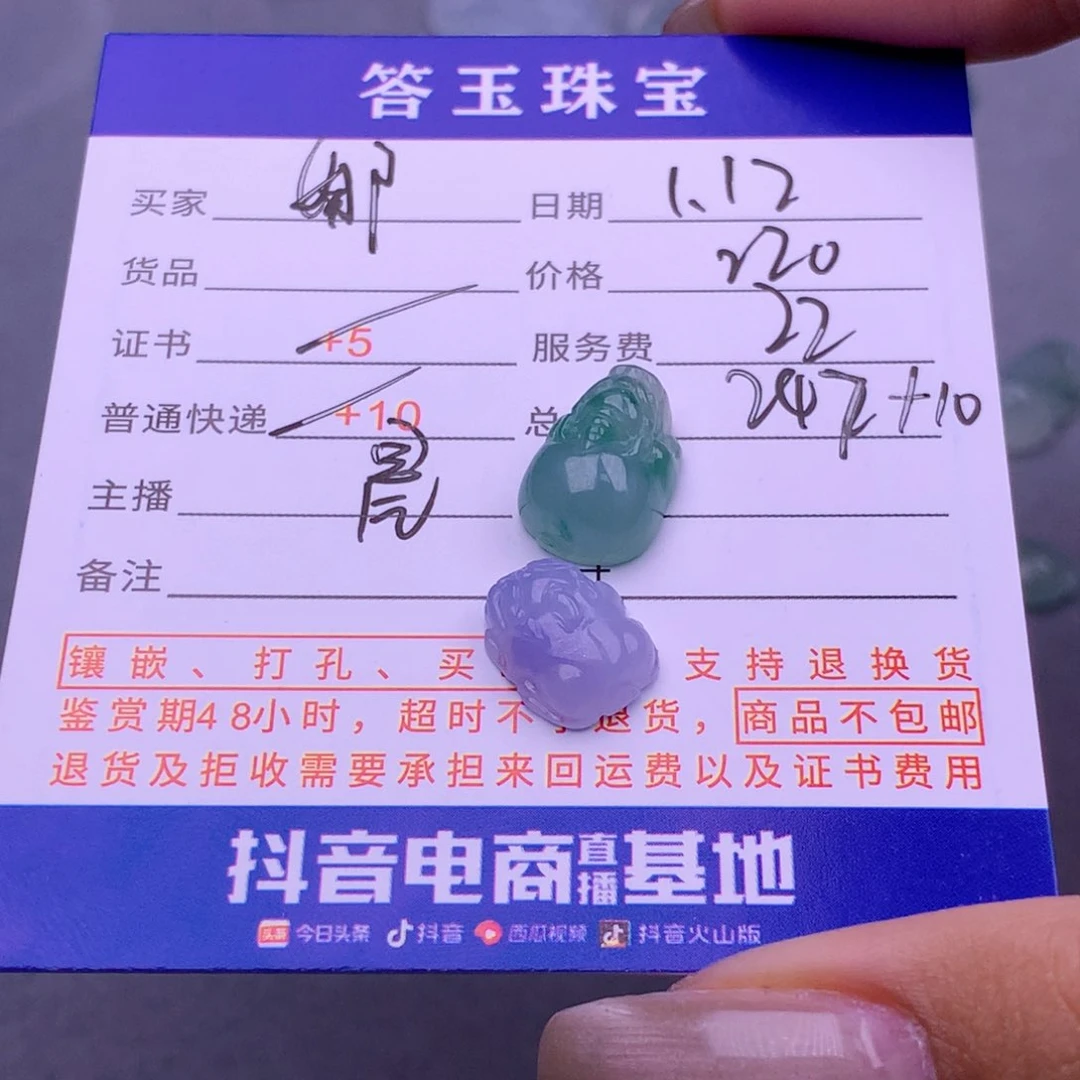 答玉珠宝
买家 日期 1.12
货品 价格 220
证书 +5 服务费 22
普通快递 +10 总 242+10
主播
备注
镶嵌、打孔、买 支持退换货
鉴赏期48小时，超时不 退货，商品不包邮
退货及拒收需要承担来回运费以及证书费用
抖音电商直播基地
头条 今日头条 抖音 西瓜视频 抖音火山版